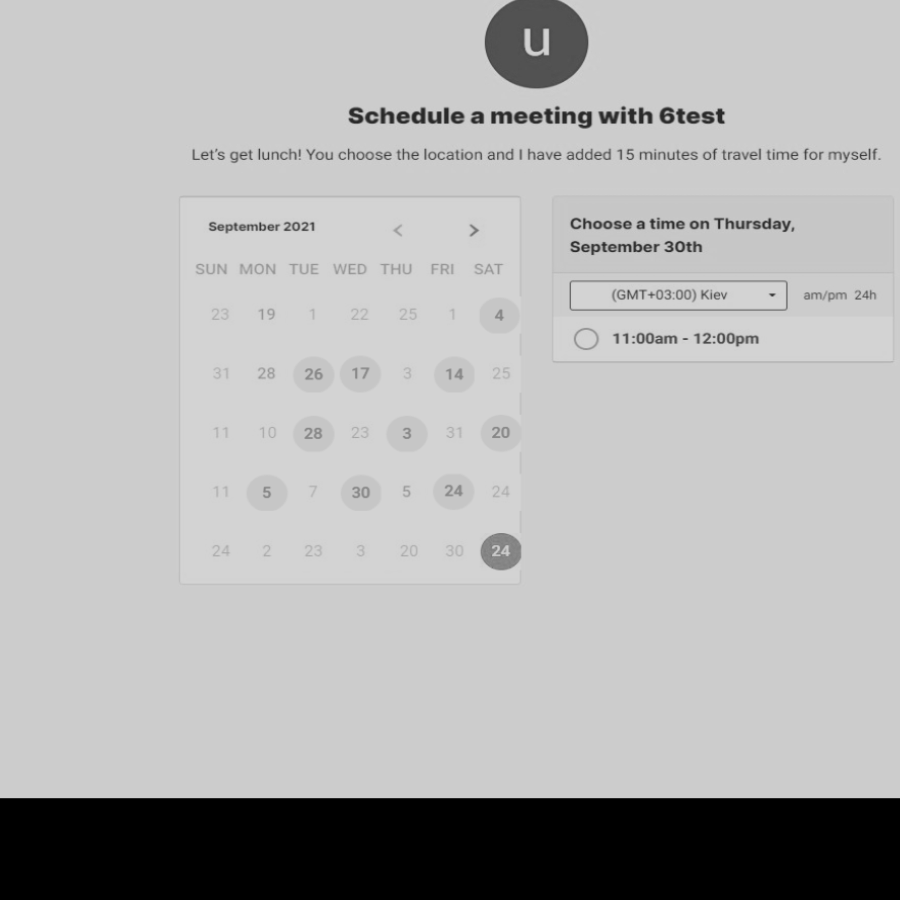 u
Schedule a meeting with 6test
Let's get lunch! You choose the location and I have added 15 minutes of travel time for myself.
September 2021 < >
SUN MON TUE WED THU FRI SAT
23 19 1 22 25 1 4
31 28 26 17 3 14 25
11 10 28 23 3 31 20
11 5 7 30 5 24 24
24 2 23 3 20 30 24
Choose a time on Thursday,
September 30th
(GMT+03:00) Kiev am/pm 24h
11:00am - 12:00pm